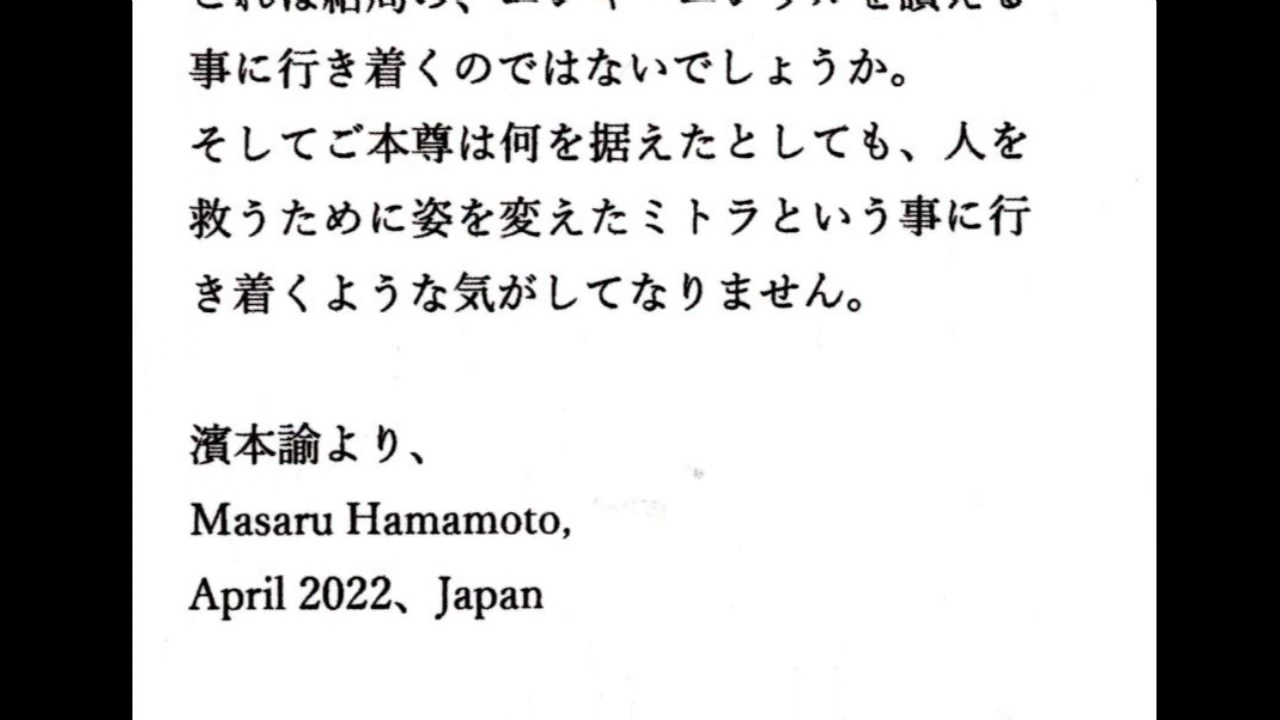 事に行き着くのではないでしょうか。
そしてご本尊は何を据えたとしても、人を
救うために姿を変えたミトラという事に行
き着くような気がしてなりません。
濱本諭より、
Masaru Hamamoto,
April 2022、Japan